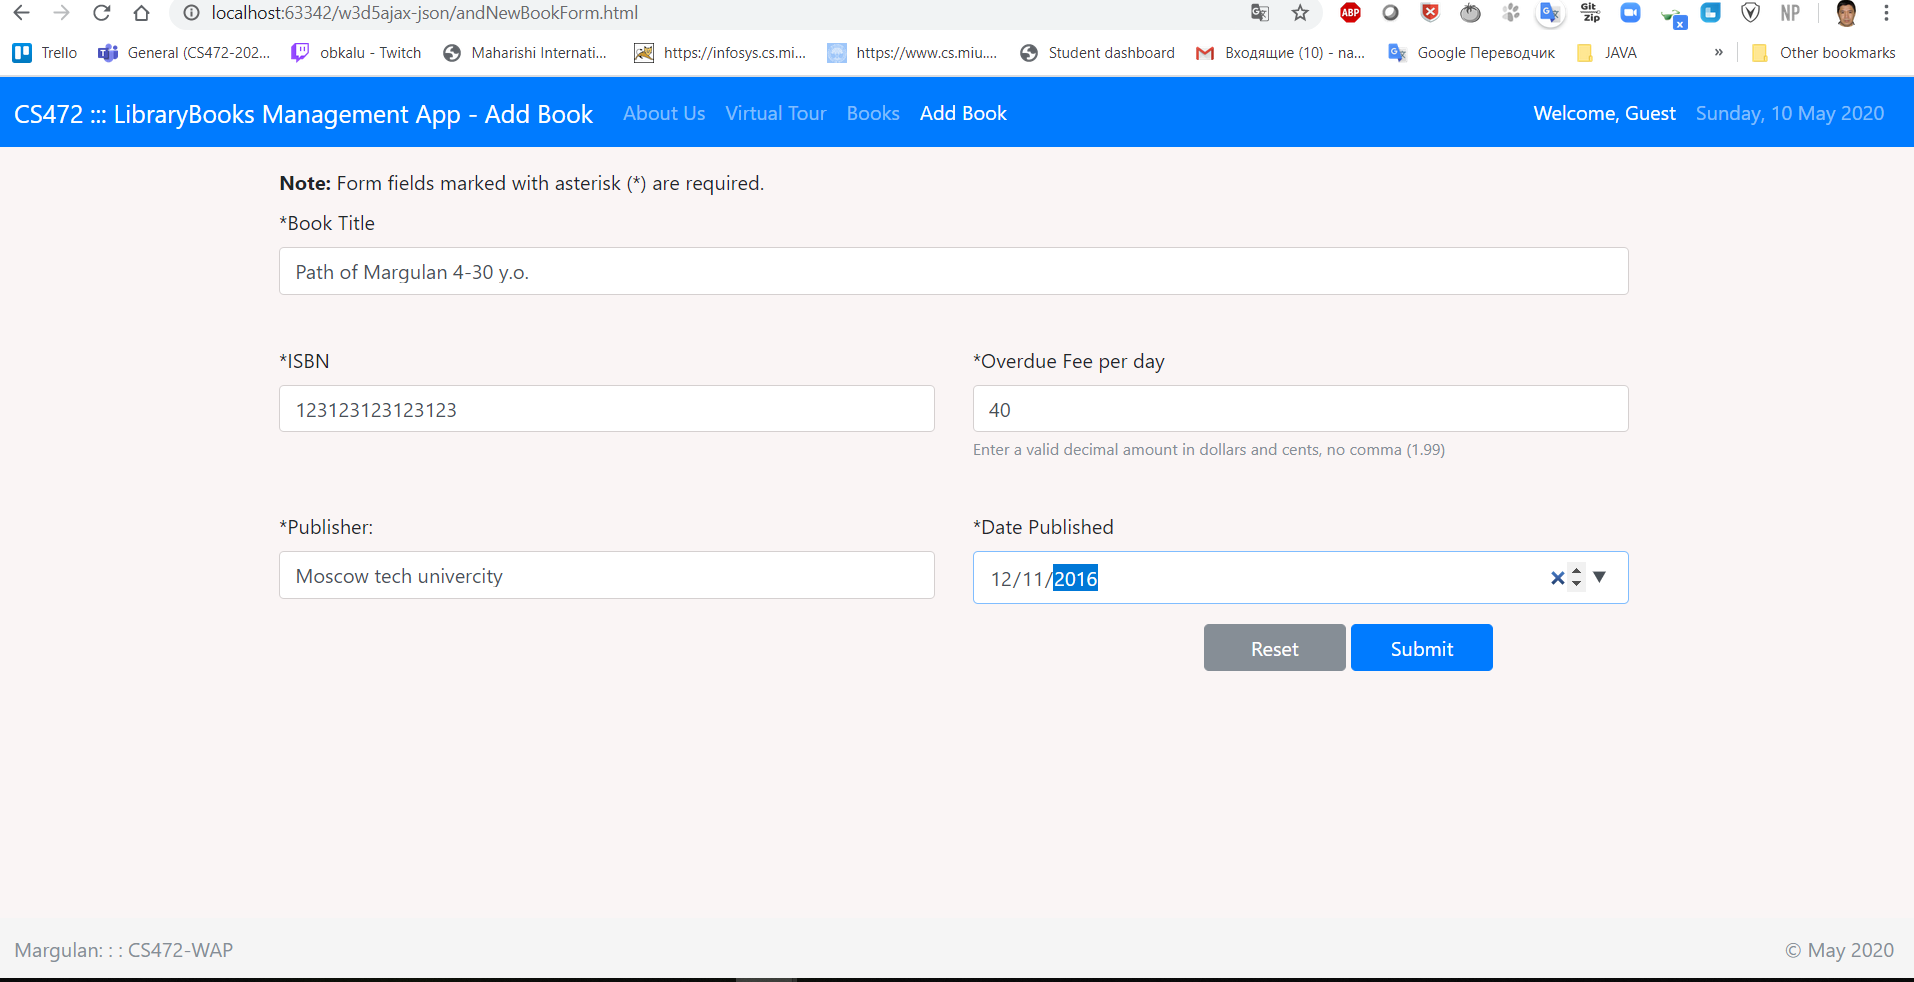 localhost:63342/w3d5ajax-json/andNewBookForm.html
ABP
Git
Zip
x
NP
Trello
General (CS472-202...
obkalu - Twitch
Maharishi Internati...
https://infosys.cs.mi...
https://www.cs.miu....
Student dashboard
Входящие (10) - na...
Google Переводчик
JAVA
»
Other bookmarks
CS472 ::: LibraryBooks Management App - Add Book
About Us
Virtual Tour
Books
Add Book
Welcome, Guest
Sunday, 10 May 2020
Note: Form fields marked with asterisk (*) are required.
*Book Title
Path of Margulan 4-30 y.o.
*ISBN
*Overdue Fee per day
123123123123123
40
Enter a valid decimal amount in dollars and cents, no comma (1.99)
*Publisher:
*Date Published
Moscow tech univercity
12/11/2016
Reset
Submit
Margulan: : : CS472-WAP
© May 2020